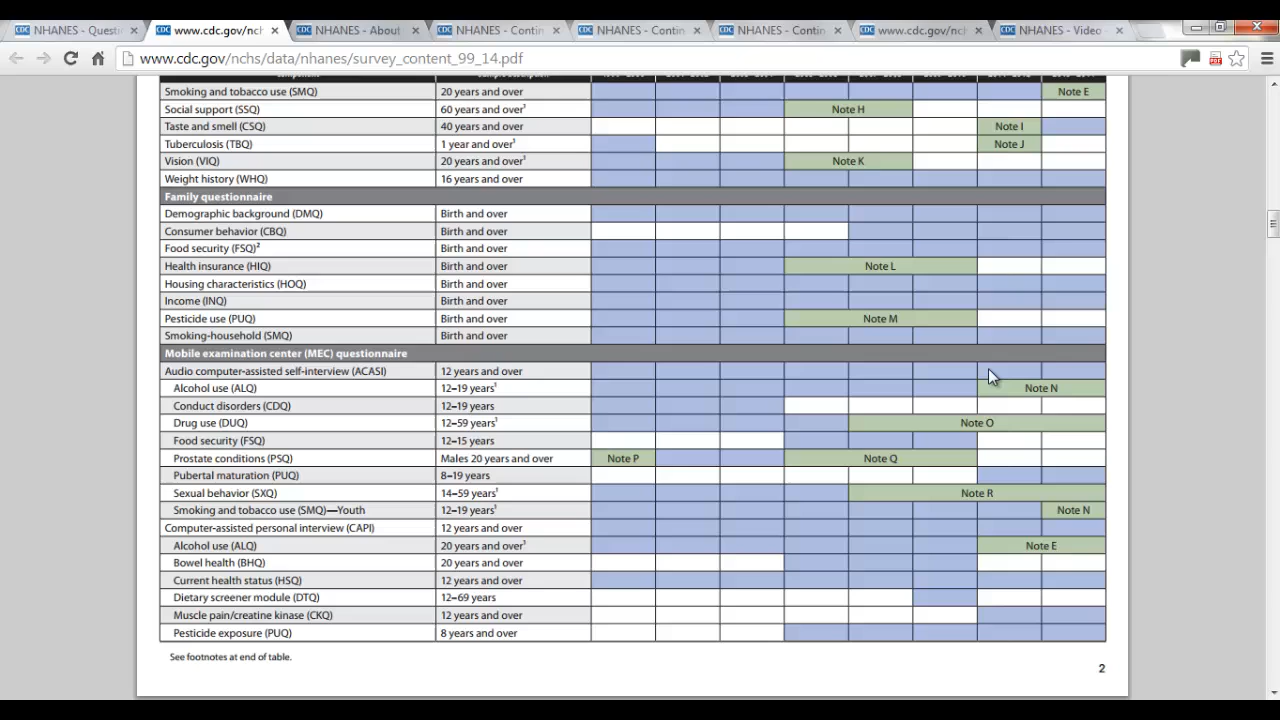 NHANES - Questi
www.cdc.gov/nch
NHANES - About
NHANES - Contin
NHANES - Contin
NHANES - Contin
www.cdc.gov/nch
NHANES - Video
www.cdc.gov/nchs/data/nhanes/survey_content_99_14.pdf
Smoking and tobacco use (SMQ) 20 years and over Note E
Social support (SSQ) 60 years and over¹ Note H
Taste and smell (CSQ) 40 years and over Note I
Tuberculosis (TBQ) 1 year and over¹ Note J
Vision (VIQ) 20 years and over¹ Note K
Weight history (WHQ) 16 years and over
Family questionnaire
Demographic background (DMQ) Birth and over
Consumer behavior (CBQ) Birth and over
Food security (FSQ)² Birth and over
Health insurance (HIQ) Birth and over Note L
Housing characteristics (HOQ) Birth and over
Income (INQ) Birth and over
Pesticide use (PUQ) Birth and over Note M
Smoking-household (SMQ) Birth and over
Mobile examination center (MEC) questionnaire
Audio computer-assisted self-interview (ACASI) 12 years and over
Alcohol use (ALQ) 12–19 years¹ Note N
Conduct disorders (CDQ) 12–19 years
Drug use (DUQ) 12–59 years¹ Note O
Food security (FSQ) 12–15 years
Prostate conditions (PSQ) Males 20 years and over Note P Note Q
Pubertal maturation (PUQ) 8–19 years
Sexual behavior (SXQ) 14–59 years¹ Note R
Smoking and tobacco use (SMQ)—Youth 12–19 years¹ Note N
Computer-assisted personal interview (CAPI) 12 years and over
Alcohol use (ALQ) 20 years and over¹ Note E
Bowel health (BHQ) 20 years and over
Current health status (HSQ) 12 years and over
Dietary screener module (DTQ) 12–69 years
Muscle pain/creatine kinase (CKQ) 12 years and over
Pesticide exposure (PUQ) 8 years and over
See footnotes at end of table.
2